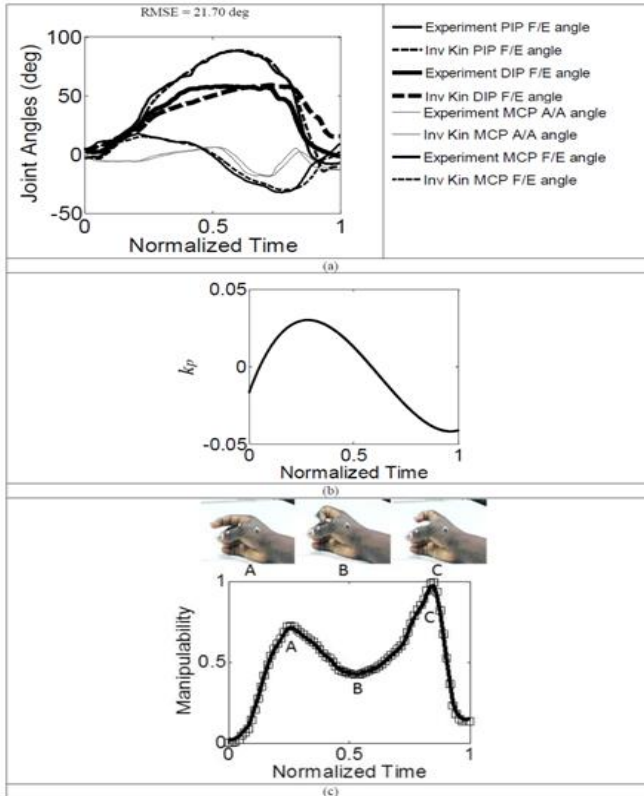 RMSE = 21.70 deg
100
50
0
-50
Joint Angles (deg)
0
0.5
1
Normalized Time
Experiment PIP F/E angle
Inv Kin PIP F/E angle
Experiment DIP F/E angle
Inv Kin DIP F/E angle
Experiment MCP A/A angle
Inv Kin MCP A/A angle
Experiment MCP F/E angle
Inv Kin MCP F/E angle
(a)
0.05
0
-0.05
kp
0
0.5
1
Normalized Time
(b)
A
B
C
1
0.5
0
Manipulability
A
B
C
0
0.5
1
Normalized Time
(c)